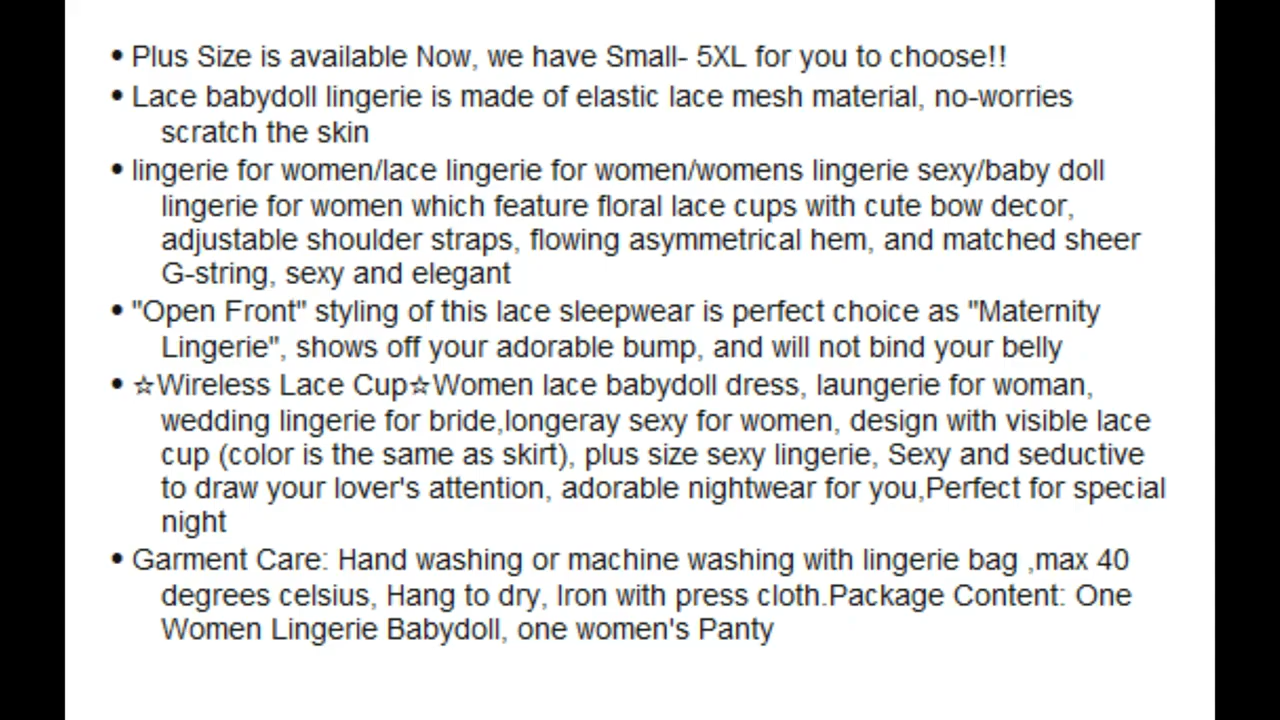 • Plus Size is available Now, we have Small- 5XL for you to choose!!
• Lace babydoll lingerie is made of elastic lace mesh material, no-worries
scratch the skin
• lingerie for women/lace lingerie for women/womens lingerie sexy/baby doll
lingerie for women which feature floral lace cups with cute bow decor,
adjustable shoulder straps, flowing asymmetrical hem, and matched sheer
G-string, sexy and elegant
• "Open Front" styling of this lace sleepwear is perfect choice as "Maternity
Lingerie", shows off your adorable bump, and will not bind your belly
• ☆Wireless Lace Cup☆Women lace babydoll dress, laungerie for woman,
wedding lingerie for bride,longeray sexy for women, design with visible lace
cup (color is the same as skirt), plus size sexy lingerie, Sexy and seductive
to draw your lover's attention, adorable nightwear for you,Perfect for special
night
• Garment Care: Hand washing or machine washing with lingerie bag ,max 40
degrees celsius, Hang to dry, Iron with press cloth.Package Content: One
Women Lingerie Babydoll, one women's Panty